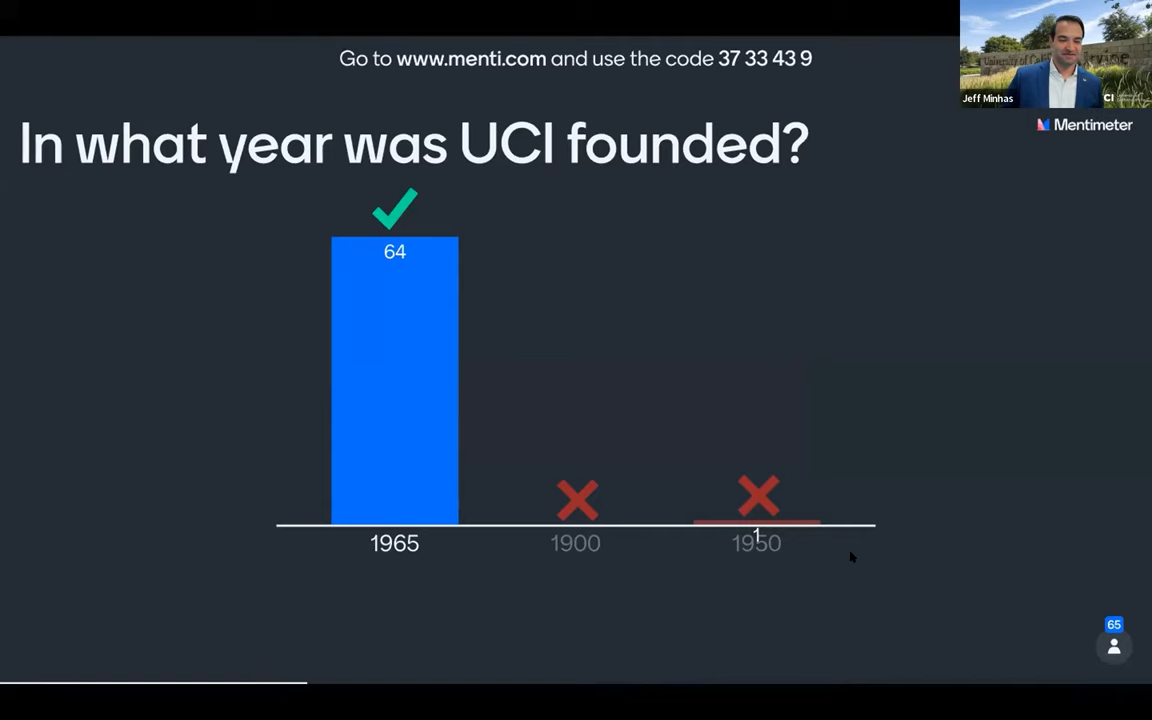 Go to www.menti.com and use the code 37 33 43 9
Jeff Minhas
CI
Mentimeter
In what year was UCI founded?
64
1
1965
1900
1950
65